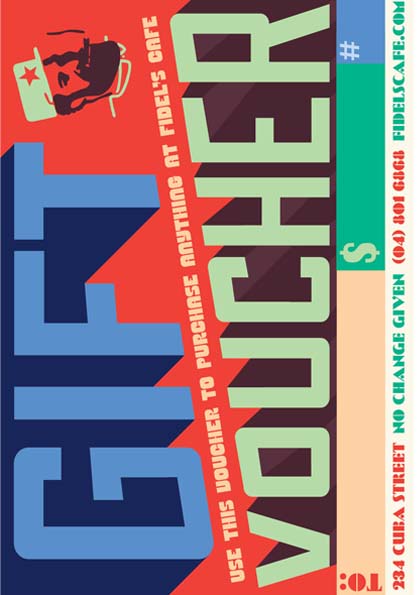 GIFT
USE THIS VOUCHER TO PURCHASE ANYTHING AT FIDEL'S CAFE
VOUCHER
TO: $ #
234 CUBA STREET NO CHANGE GIVEN (04) 801 6868 FIDELSCAFE.COM